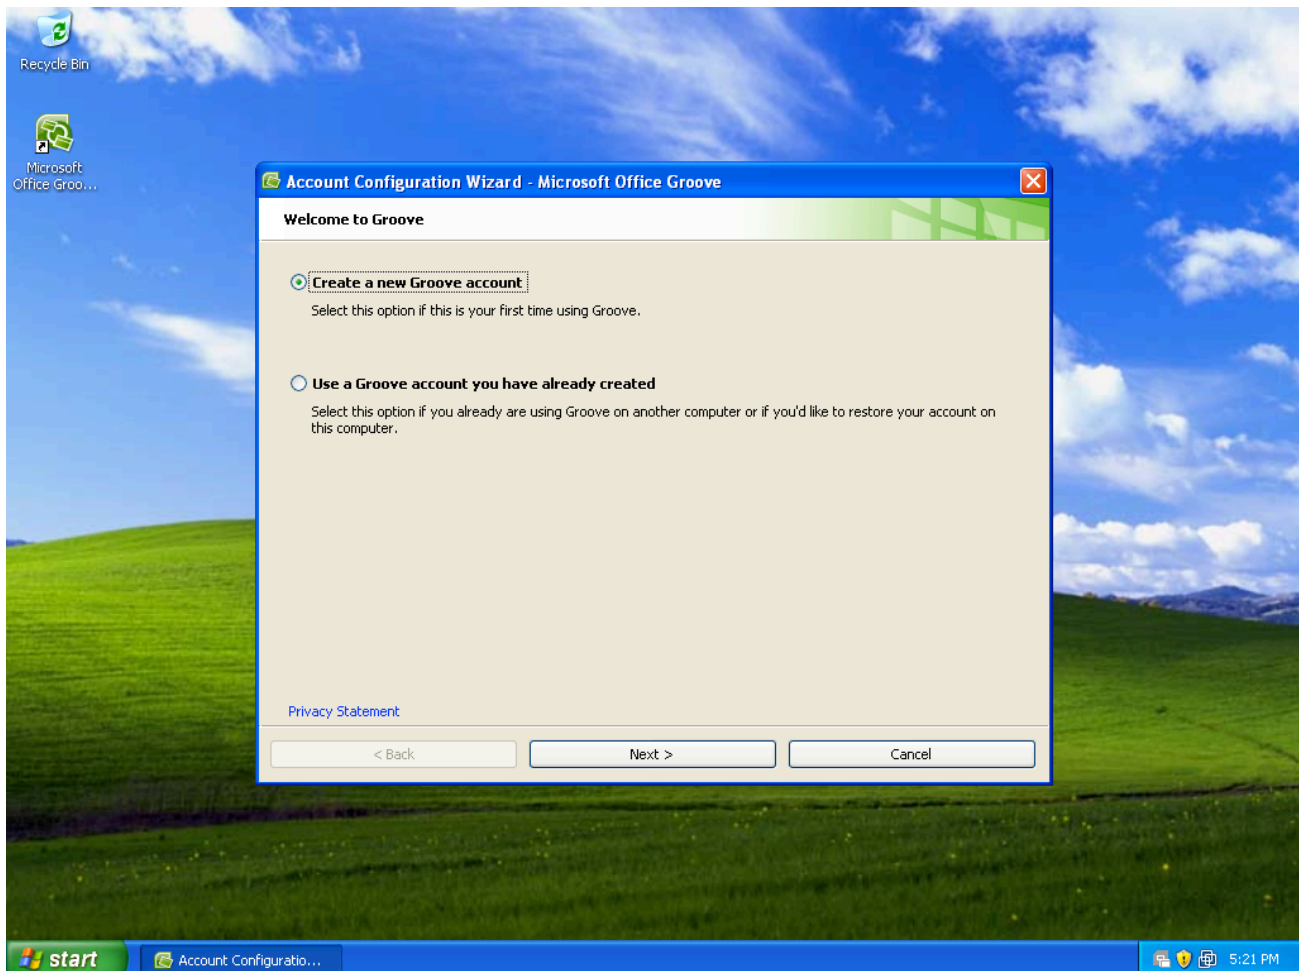 Recycle Bin
Microsoft
Office Groo...
Account Configuration Wizard - Microsoft Office Groove
Welcome to Groove
Create a new Groove account
Select this option if this is your first time using Groove.
Use a Groove account you have already created
Select this option if you already are using Groove on another computer or if you'd like to restore your account on
this computer.
Privacy Statement
< Back
Next >
Cancel
start
Account Configuratio...
5:21 PM